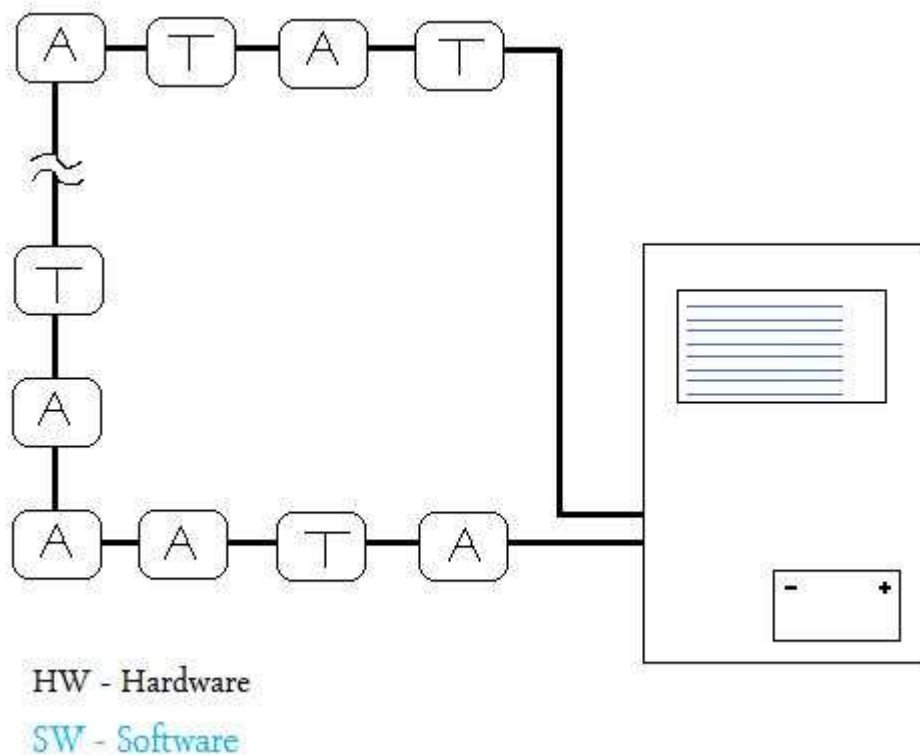 A T A T
T
A
A A T A
- +
HW - Hardware
SW - Software